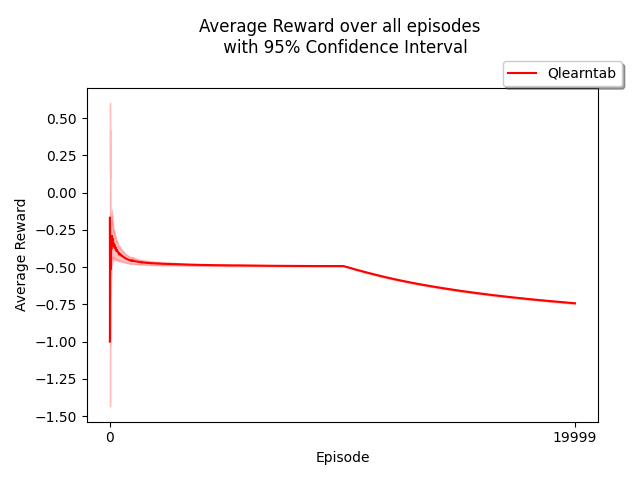 Average Reward over all episodes
with 95% Confidence Interval
Qlearntab
0.50
0.25
0.00
−0.25
−0.50
−0.75
−1.00
−1.25
−1.50
Average Reward
0
19999
Episode